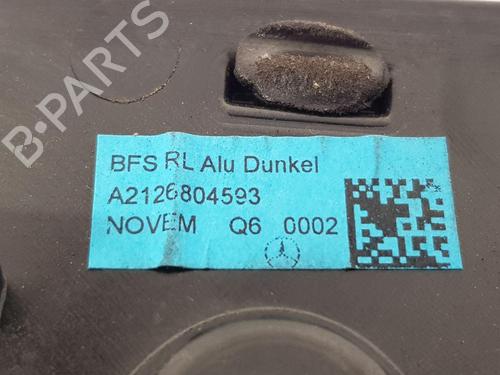 B-PARTS
BFS RL Alu Dunkel
A2126804593
NOVEM Q6 0002